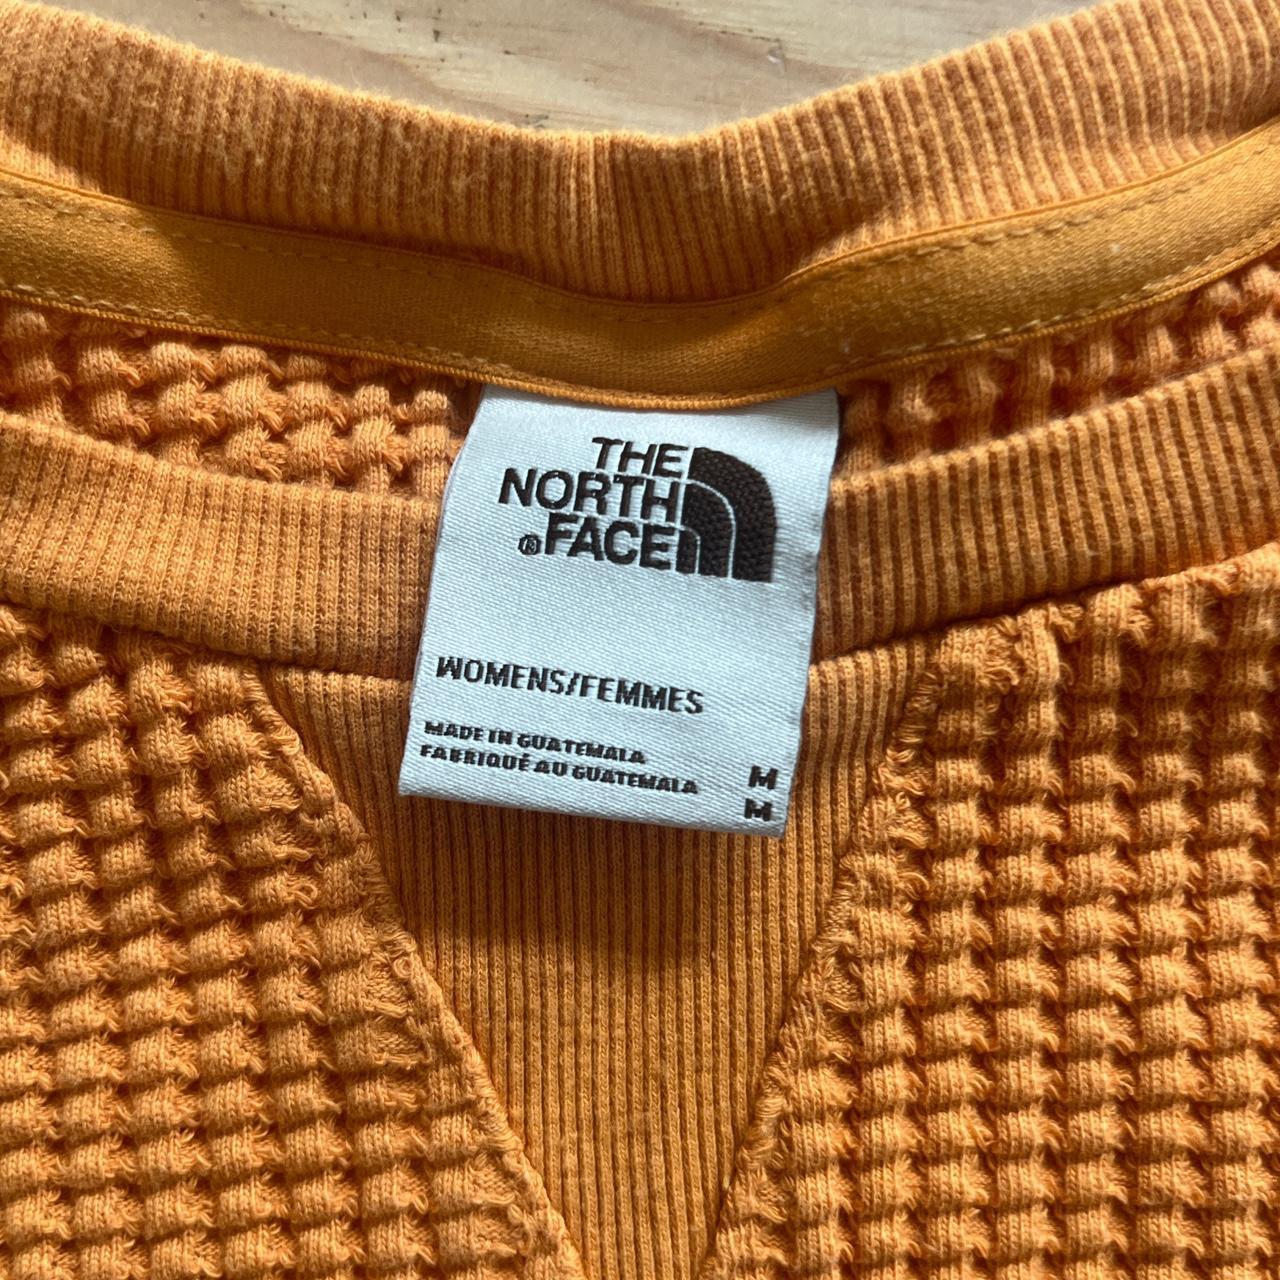 THE
NORTH
®FACE
WOMENS/FEMMES
MADE IN GUATEMALA
FABRIQUÉ AU GUATEMALA
M
M